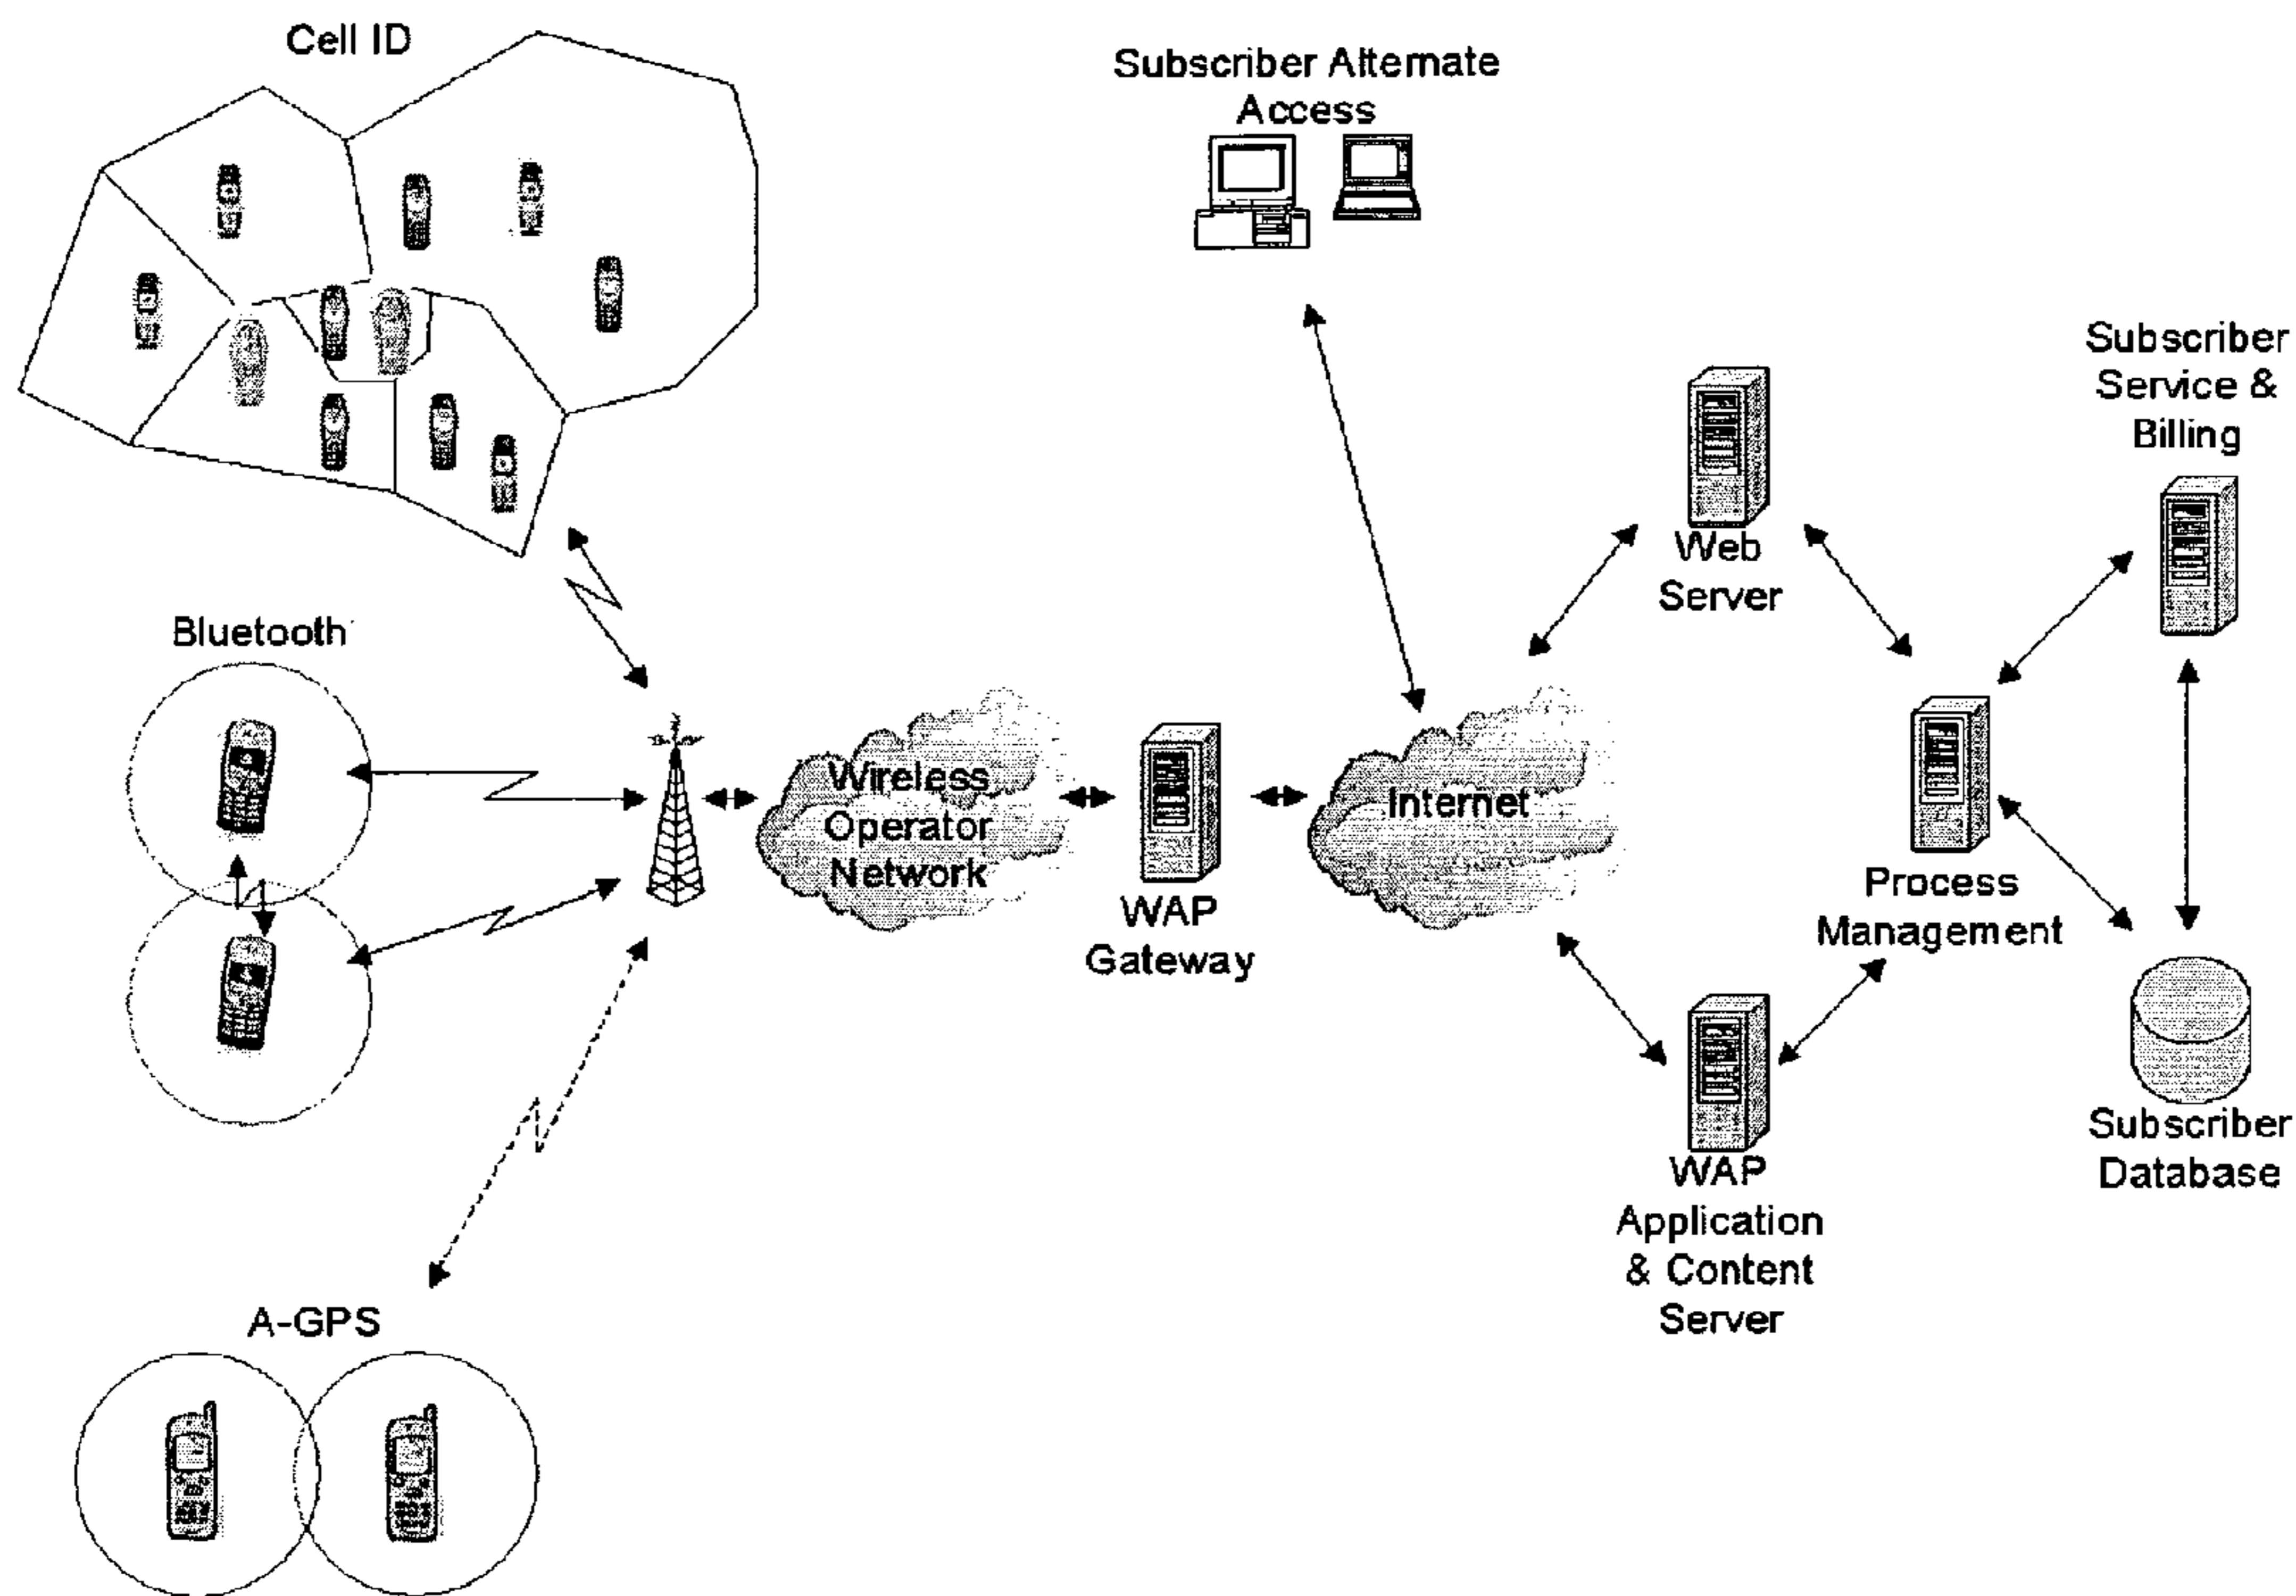 Cell ID
Subscriber Alternate
Access
Subscriber
Service &
Billing
Web
Server
Bluetooth
Wireless
Operator
Network
Internet
WAP
Gateway
Process
Management
Subscriber
Database
WAP
Application
& Content
Server
A-GPS